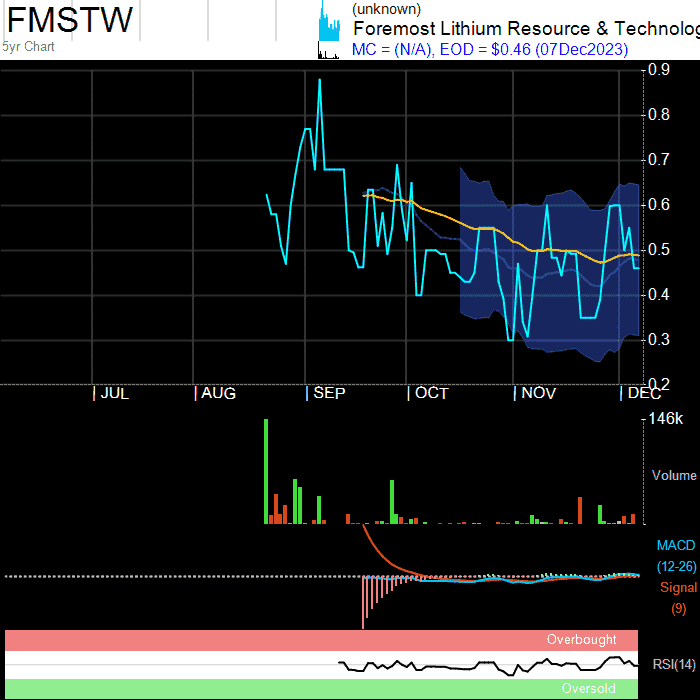 FMSTW
5yr Chart
(unknown)
Foremost Lithium Resource & Technolog
MC = (N/A), EOD = $0.46 (07Dec2023)
0.9
0.8
0.7
0.6
0.5
0.4
0.3
0.2
JUL AUG SEP OCT NOV DEC
146k
Volume
MACD
(12-26)
Signal
(9)
Overbought
RSI(14)
Oversold